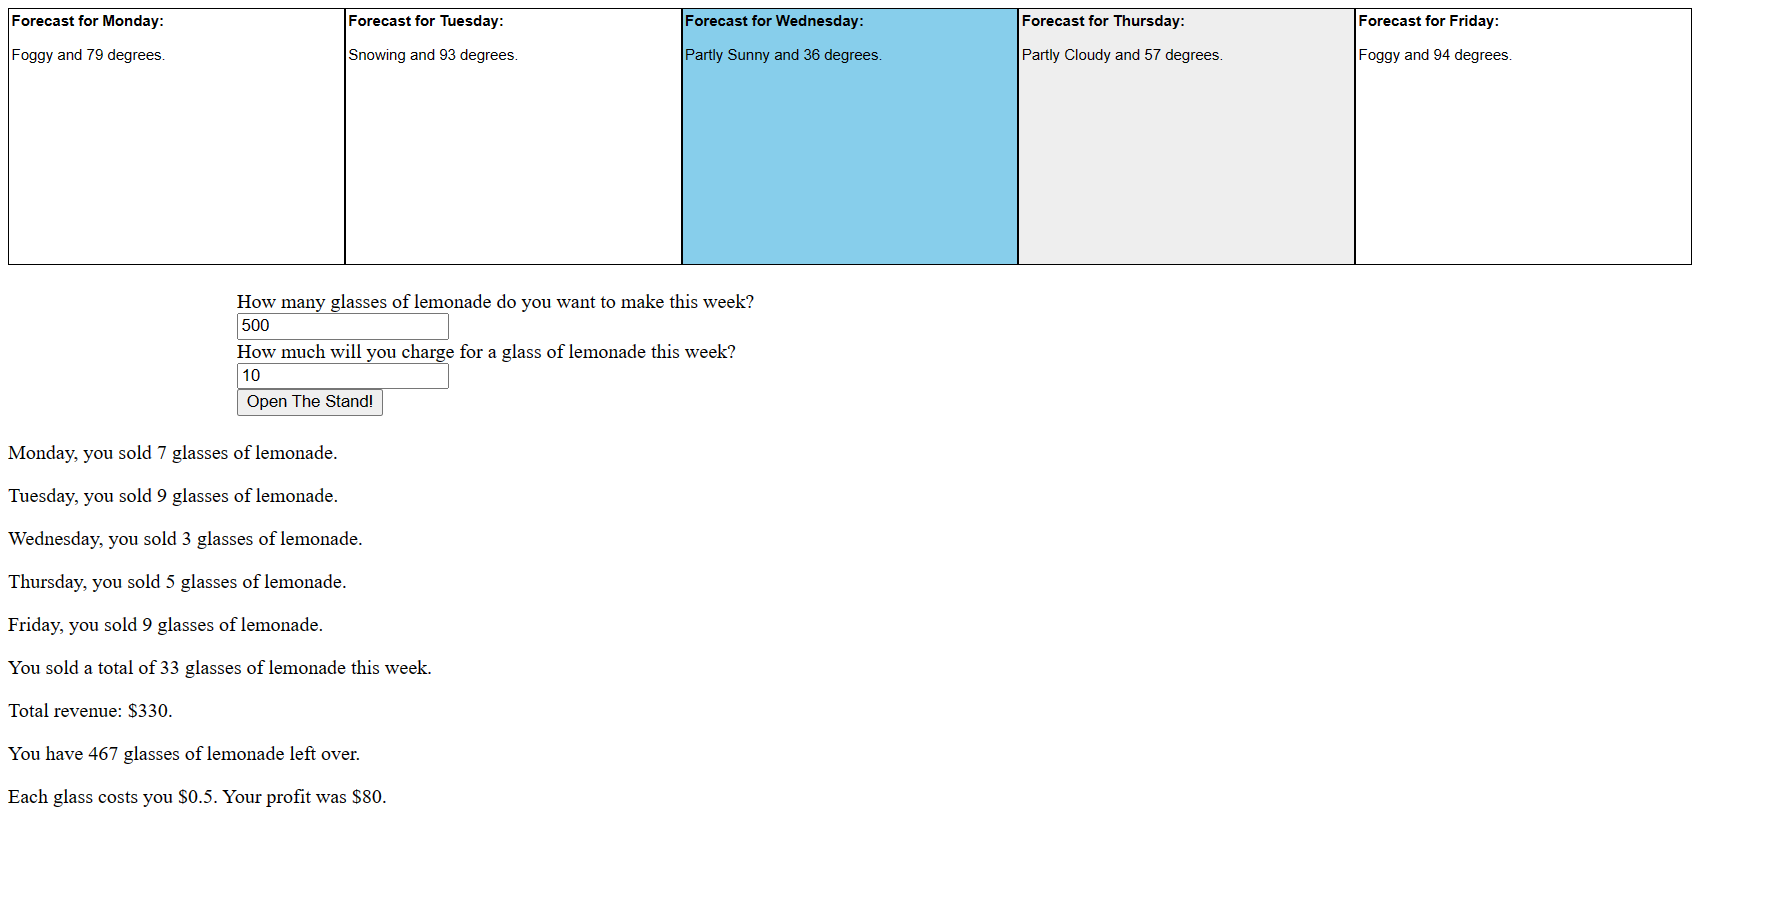 Forecast for Monday:
Foggy and 79 degrees.
Forecast for Tuesday:
Snowing and 93 degrees.
Forecast for Wednesday:
Partly Sunny and 36 degrees.
Forecast for Thursday:
Partly Cloudy and 57 degrees.
Forecast for Friday:
Foggy and 94 degrees.
How many glasses of lemonade do you want to make this week?
500
How much will you charge for a glass of lemonade this week?
10
Open The Stand!
Monday, you sold 7 glasses of lemonade.
Tuesday, you sold 9 glasses of lemonade.
Wednesday, you sold 3 glasses of lemonade.
Thursday, you sold 5 glasses of lemonade.
Friday, you sold 9 glasses of lemonade.
You sold a total of 33 glasses of lemonade this week.
Total revenue: $330.
You have 467 glasses of lemonade left over.
Each glass costs you $0.5. Your profit was $80.